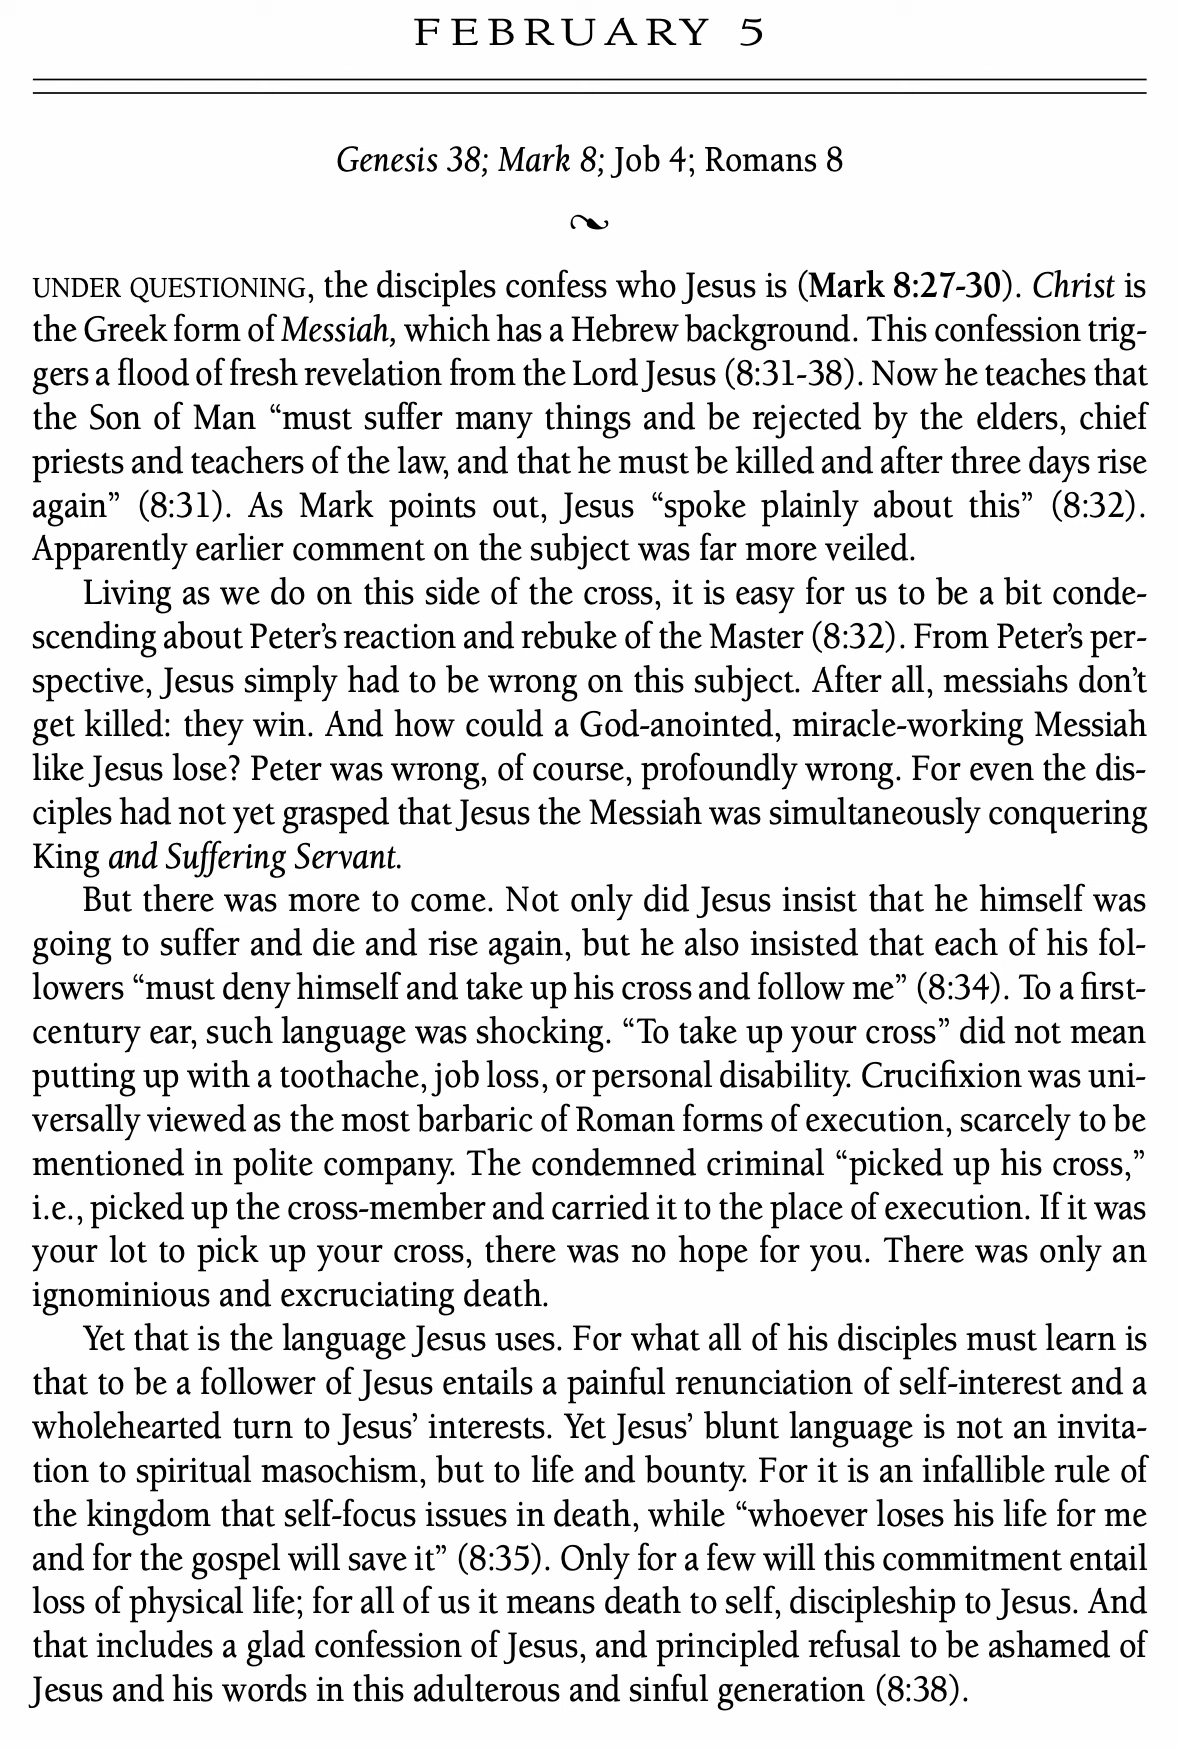 FEBRUARY 5
Genesis 38; Mark 8; Job 4; Romans 8
UNDER QUESTIONING, the disciples confess who Jesus is (Mark 8:27-30). Christ is
the Greek form of Messiah, which has a Hebrew background. This confession trig-
gers a flood of fresh revelation from the Lord Jesus (8:31-38). Now he teaches that
the Son of Man “must suffer many things and be rejected by the elders, chief
priests and teachers of the law, and that he must be killed and after three days rise
again” (8:31). As Mark points out, Jesus “spoke plainly about this” (8:32).
Apparently earlier comment on the subject was far more veiled.
Living as we do on this side of the cross, it is easy for us to be a bit conde-
scending about Peter’s reaction and rebuke of the Master (8:32). From Peter’s per-
spective, Jesus simply had to be wrong on this subject. After all, messiahs don’t
get killed: they win. And how could a God-anointed, miracle-working Messiah
like Jesus lose? Peter was wrong, of course, profoundly wrong. For even the dis-
ciples had not yet grasped that Jesus the Messiah was simultaneously conquering
King and Suffering Servant.
But there was more to come. Not only did Jesus insist that he himself was
going to suffer and die and rise again, but he also insisted that each of his fol-
lowers “must deny himself and take up his cross and follow me” (8:34). To a first-
century ear, such language was shocking. “To take up your cross” did not mean
putting up with a toothache, job loss, or personal disability. Crucifixion was uni-
versally viewed as the most barbaric of Roman forms of execution, scarcely to be
mentioned in polite company. The condemned criminal “picked up his cross,”
i.e., picked up the cross-member and carried it to the place of execution. If it was
your lot to pick up your cross, there was no hope for you. There was only an
ignominious and excruciating death.
Yet that is the language Jesus uses. For what all of his disciples must learn is
that to be a follower of Jesus entails a painful renunciation of self-interest and a
wholehearted turn to Jesus’ interests. Yet Jesus’ blunt language is not an invita-
tion to spiritual masochism, but to life and bounty. For it is an infallible rule of
the kingdom that self-focus issues in death, while “whoever loses his life for me
and for the gospel will save it” (8:35). Only for a few will this commitment entail
loss of physical life; for all of us it means death to self, discipleship to Jesus. And
that includes a glad confession of Jesus, and principled refusal to be ashamed of
Jesus and his words in this adulterous and sinful generation (8:38).